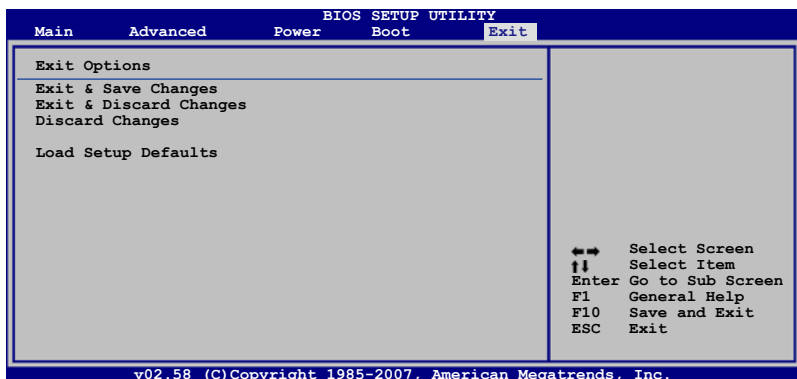 BIOS SETUP UTILITY
Main Advanced Power Boot Exit
Exit Options
Exit & Save Changes
Exit & Discard Changes
Discard Changes
Load Setup Defaults
←→ Select Screen
↑↓ Select Item
Enter Go to Sub Screen
F1 General Help
F10 Save and Exit
ESC Exit
v02.58 (C)Copyright 1985-2007, American Megatrends, Inc.